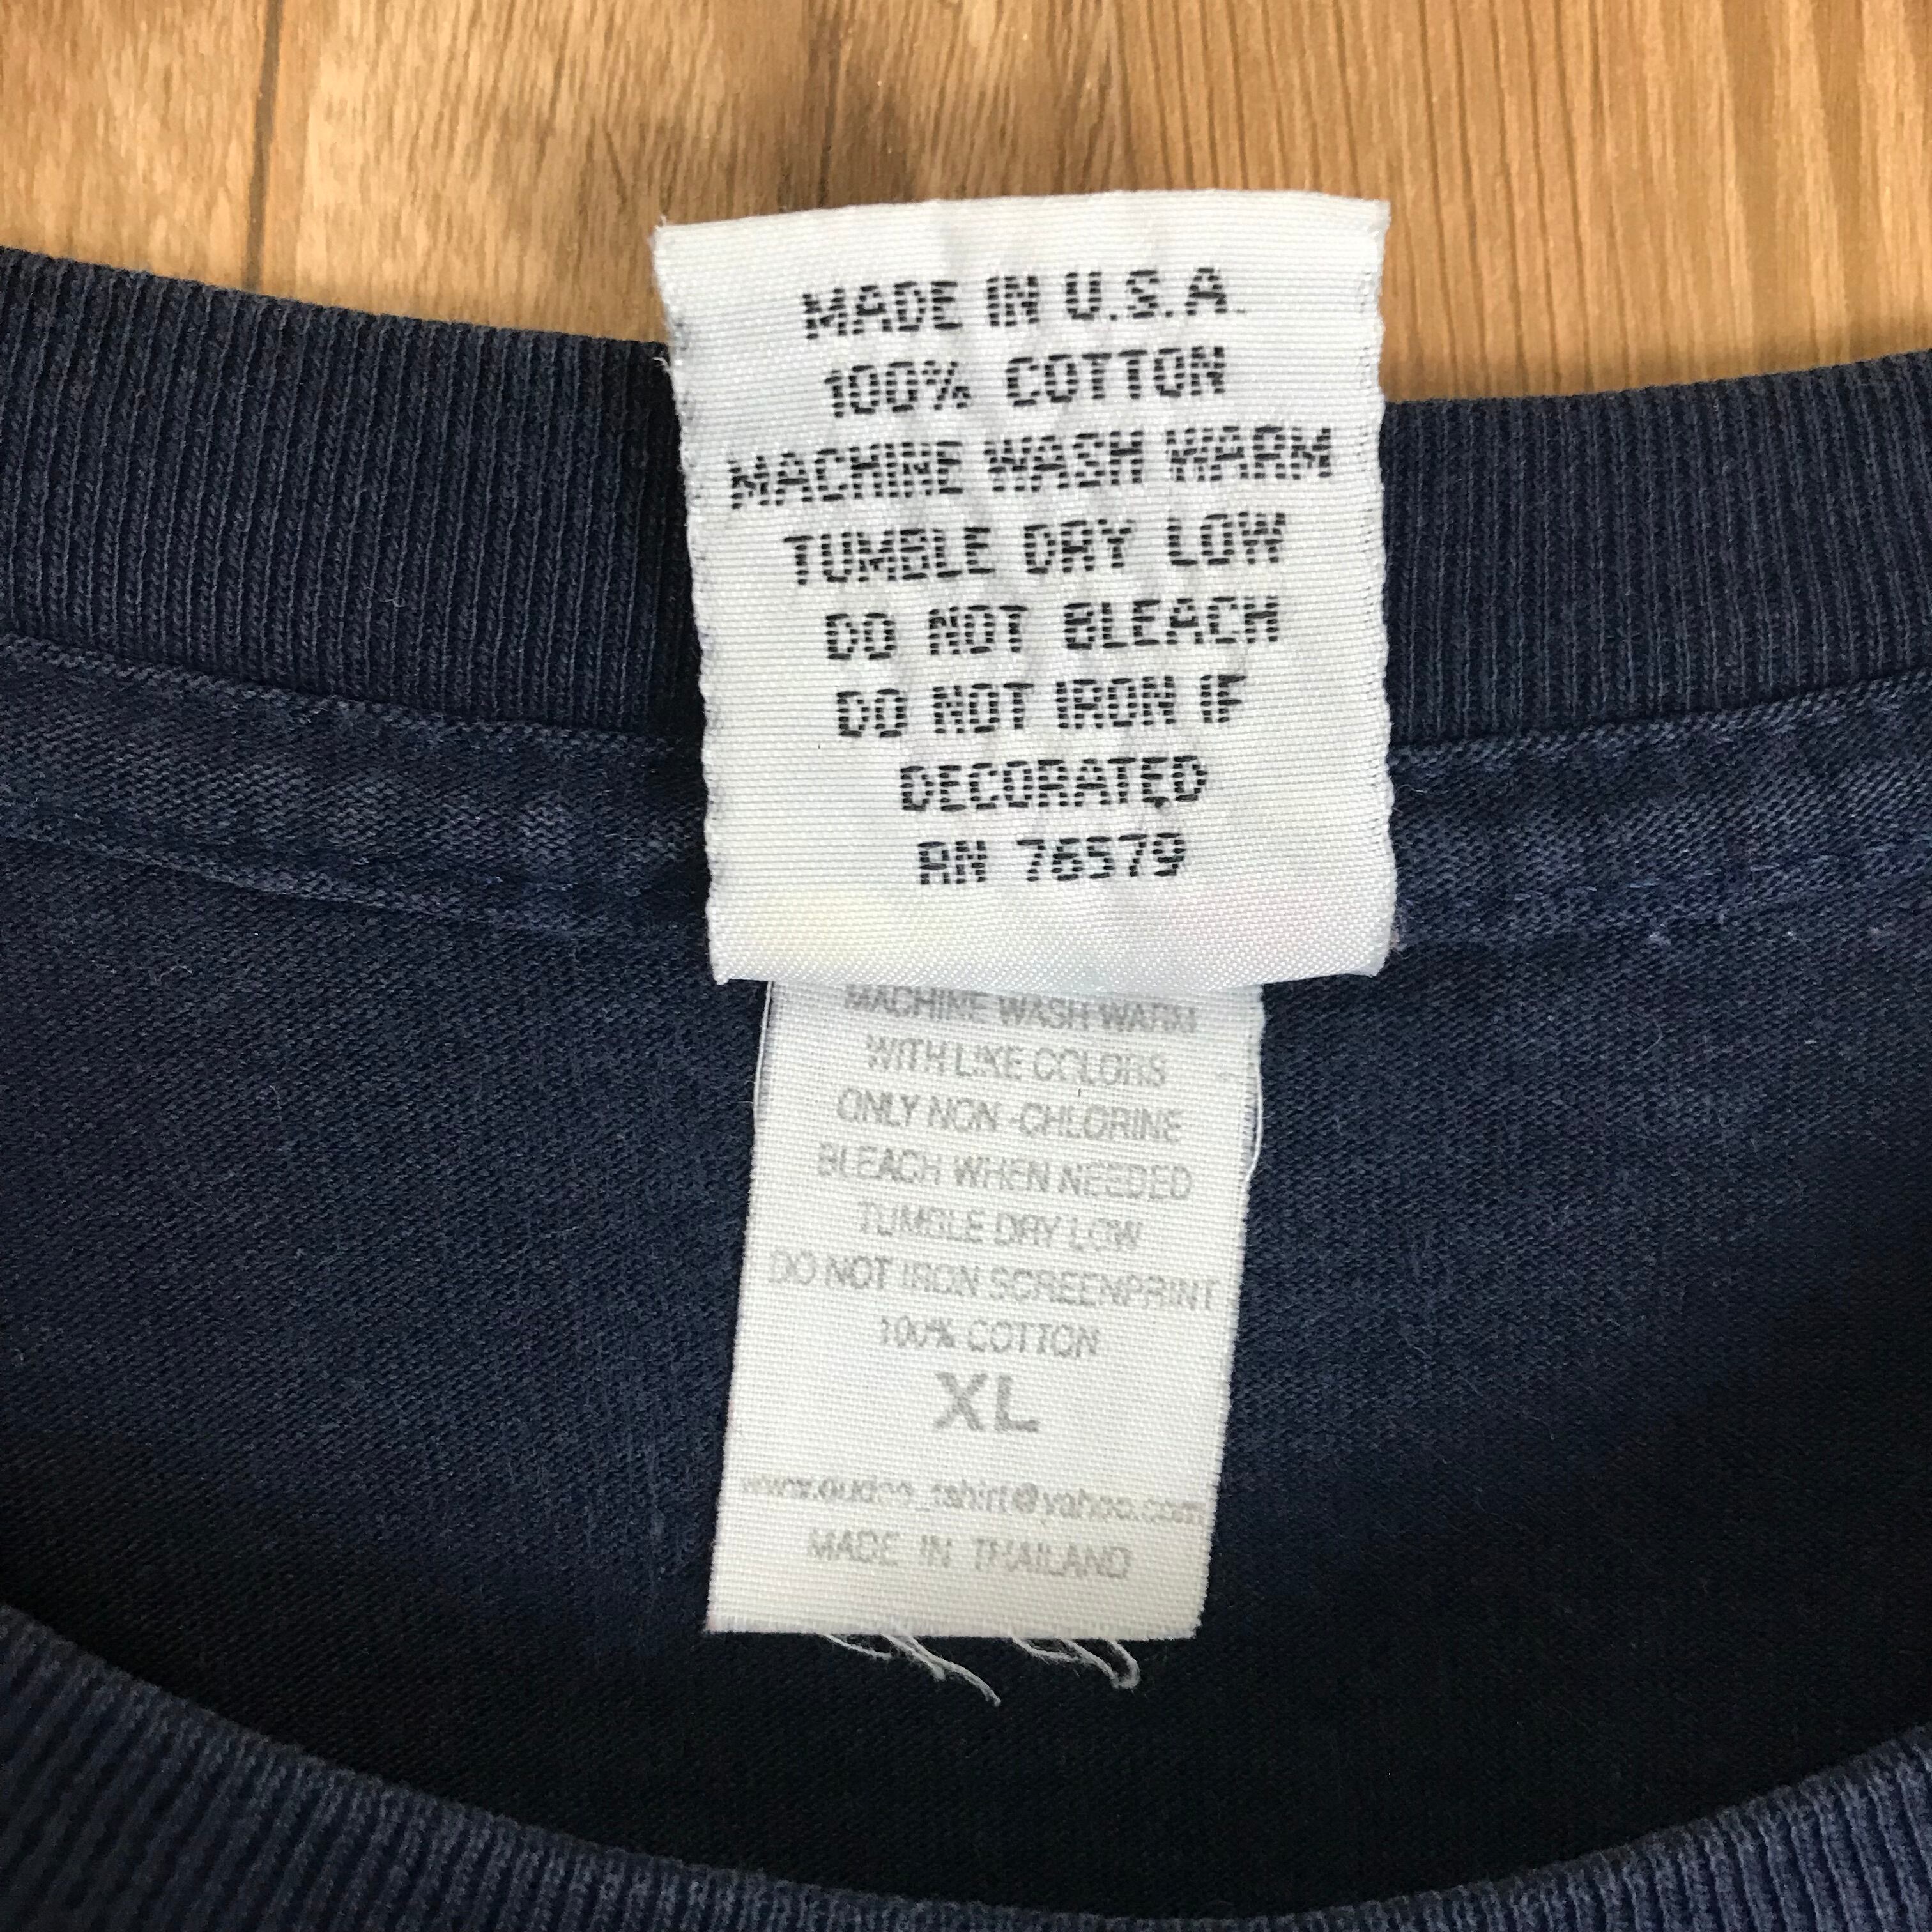 MADE IN U.S.A.
100% COTTON
MACHINE WASH WARM
TUMBLE DRY LOW
DO NOT BLEACH
DO NOT IRON IF
DECORATED
RN 76579
MACHINE WASH WARM
WITH LIKE COLORS
ONLY NON-CHLORINE
BLEACH WHEN NEEDED
TUMBLE DRY LOW
DO NOT IRON SCREENPRINT
100% COTTON
XL
MADE IN THAILAND